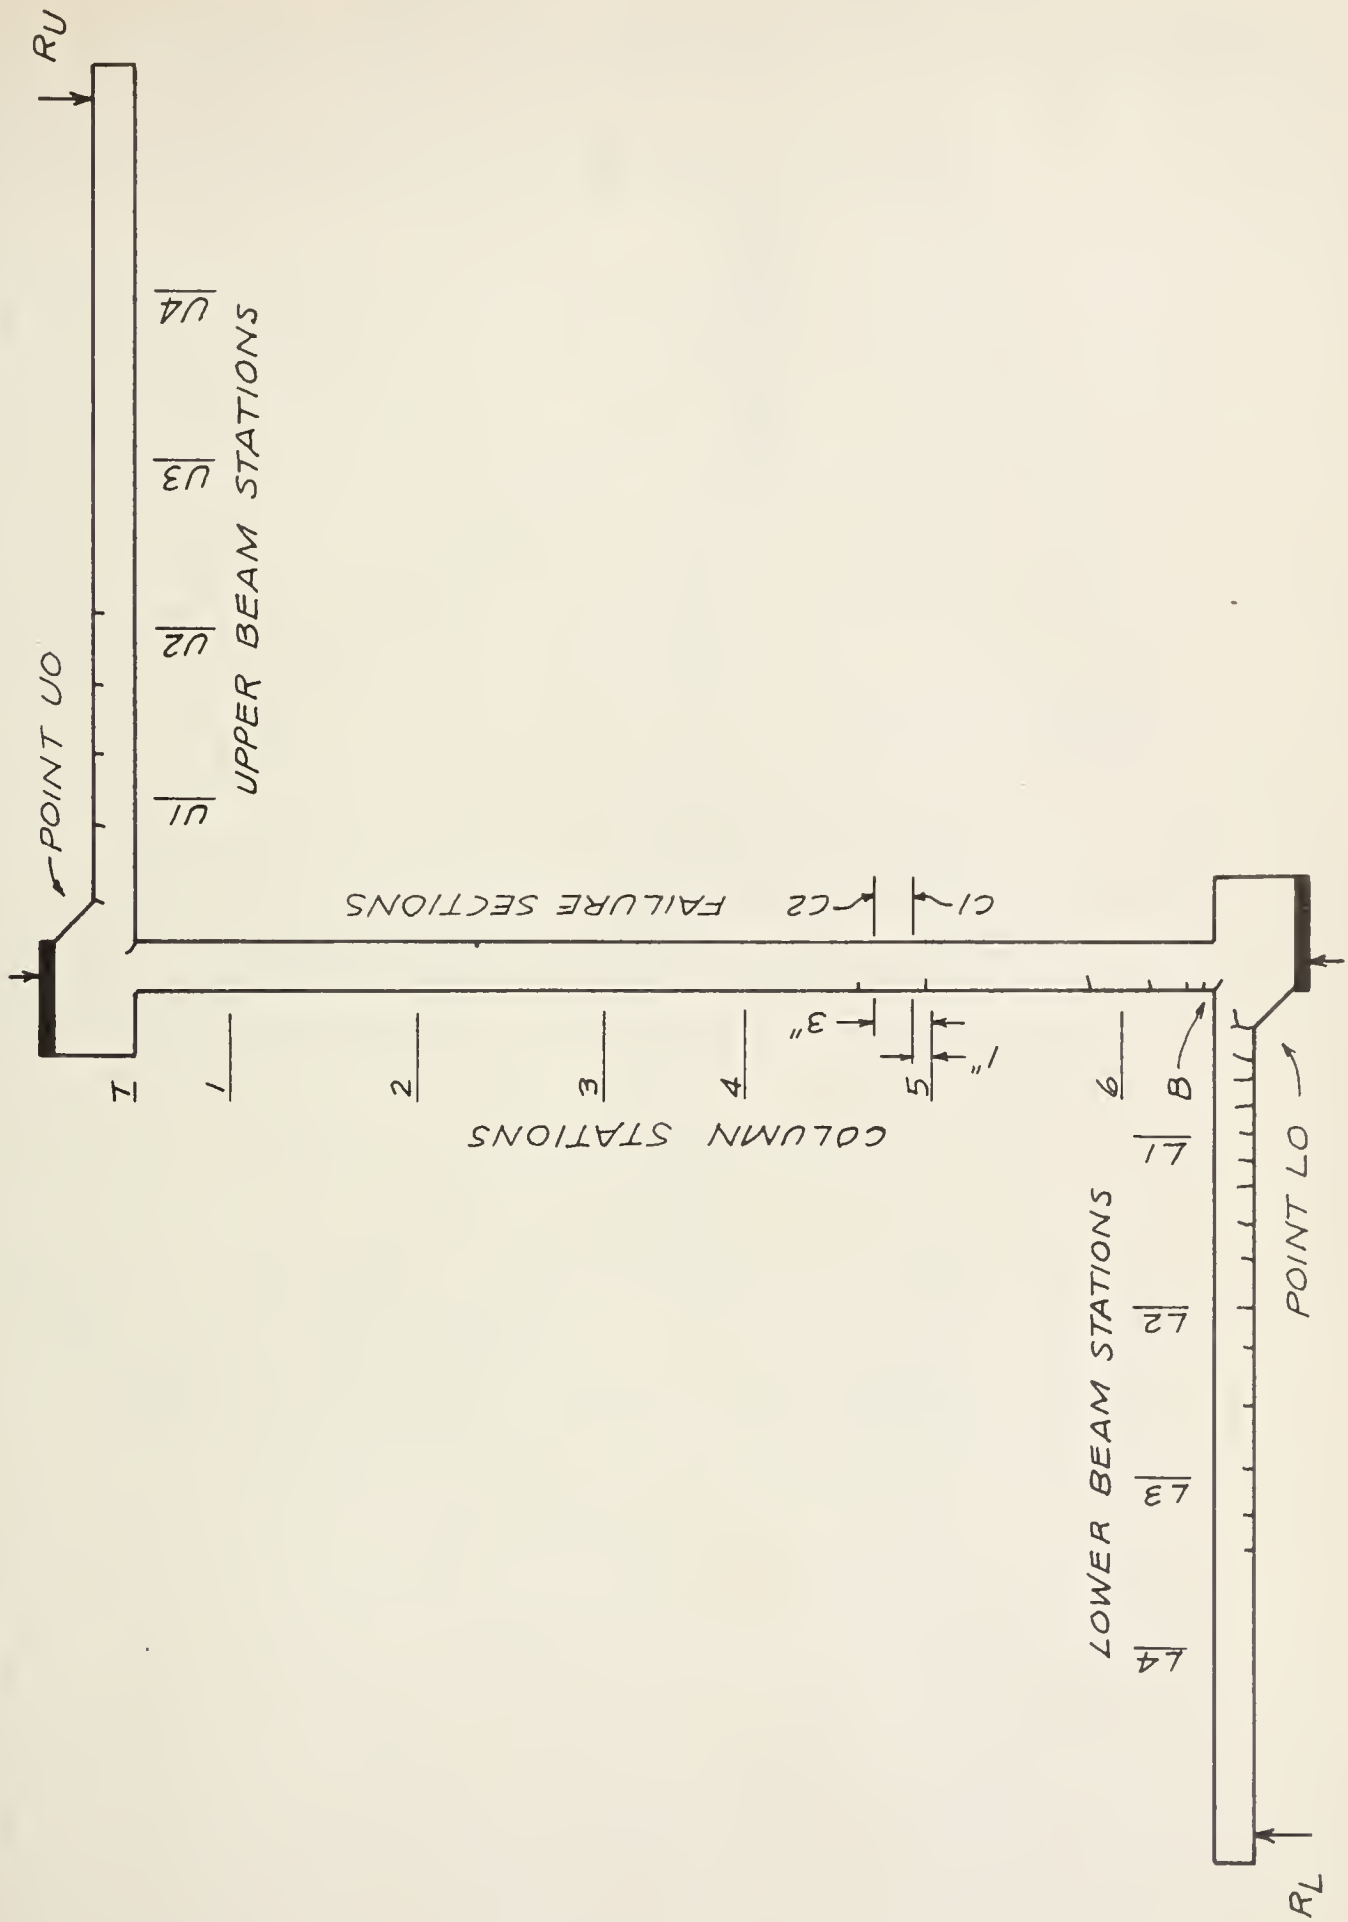 RU
POINT UO
U1
U2
U3
U4
UPPER BEAM STATIONS
FAILURE SECTIONS
C2
C1
T
1
2
3
4
5
6
B
3"
1"
COLUMN STATIONS
L1
L2
L3
L4
LOWER BEAM STATIONS
POINT LO
RL